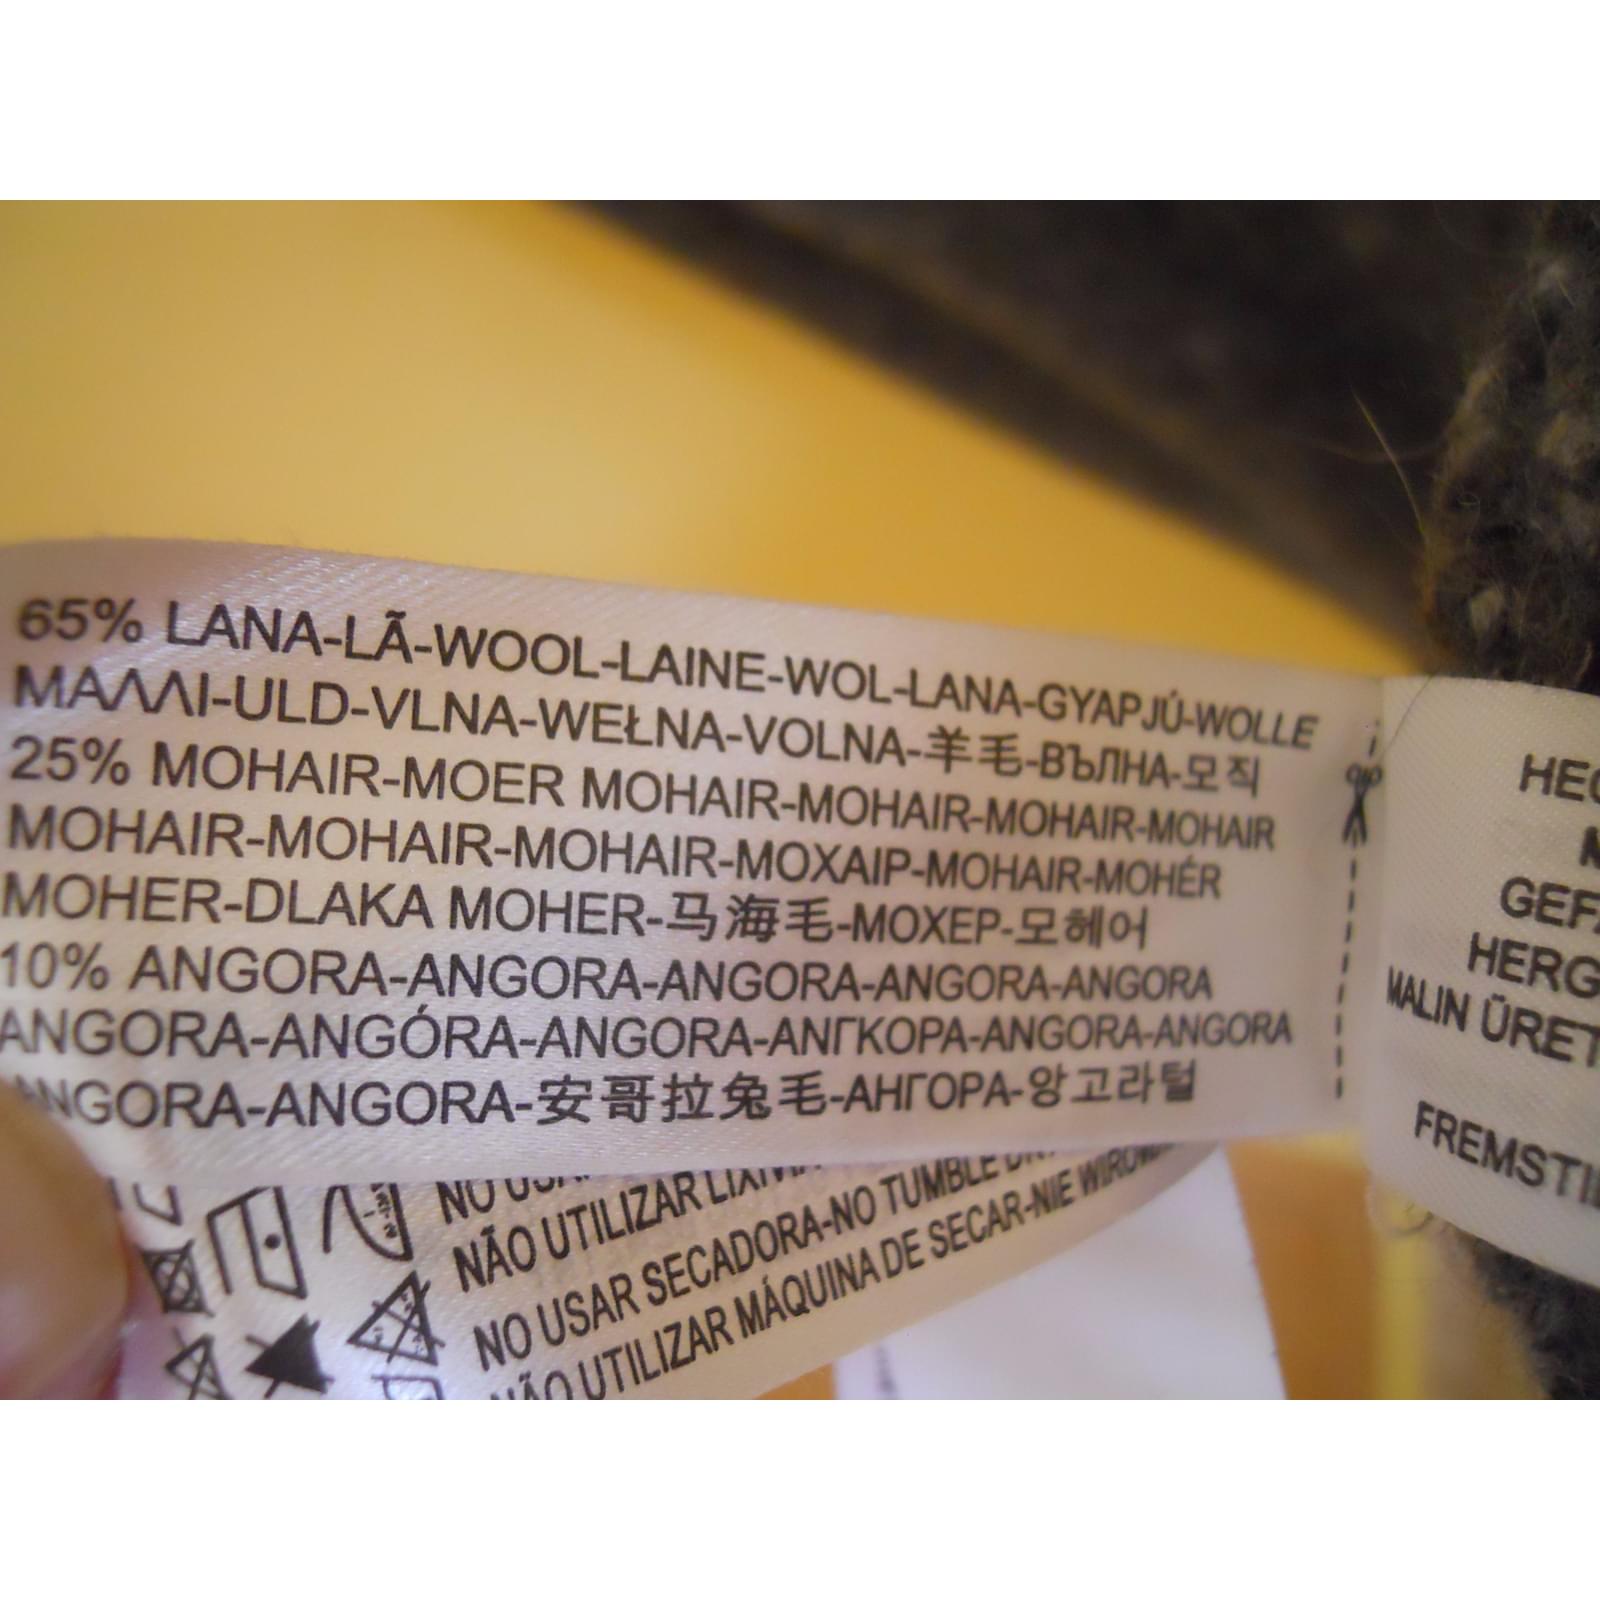 65% LANA-LÃ-WOOL-LAINE-WOL-LANA-GYAPJÚ-WOLLE
ΜΑΛΛΙ-ULD-VLNA-WEŁNA-VOLNA-羊毛-ВЪЛНА-모직
25% MOHAIR-MOER MOHAIR-MOHAIR-MOHAIR-MOHAIR
MOHAIR-MOHAIR-MOHAIR-ΜΟΧΑΙΡ-MOHAIR-MOHÉR
MOHER-DLAKA MOHER-马海毛-МОХЕР-모헤어
10% ANGORA-ANGORA-ANGORA-ANGORA-ANGORA
ANGORA-ANGÓRA-ANGORA-ΑΝΓΚΟΡΑ-ANGORA-ANGORA
ANGORA-ANGORA-安哥拉兔毛-АНГОРА-앙고라털
NO
NÃO UTILIZAR
NO USAR SECADORA-NO TUMBLE
NÃO UTILIZAR MÁQUINA DE SECAR-NIE
MALIN ÜRET